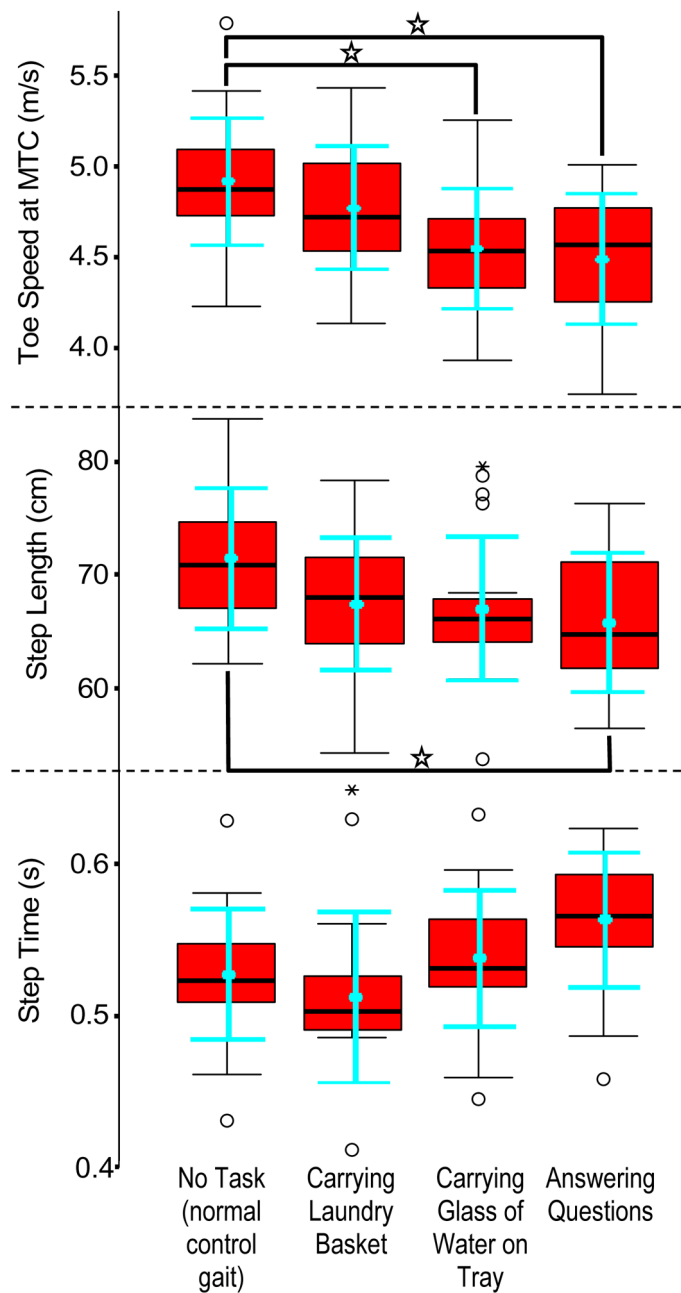 Toe Speed at MTC (m/s)
5.5
5.0
4.5
4.0
Step Length (cm)
80
70
60
Step Time (s)
0.6
0.5
0.4
No Task
(normal
control
gait)
Carrying
Laundry
Basket
Carrying
Glass of
Water on
Tray
Answering
Questions